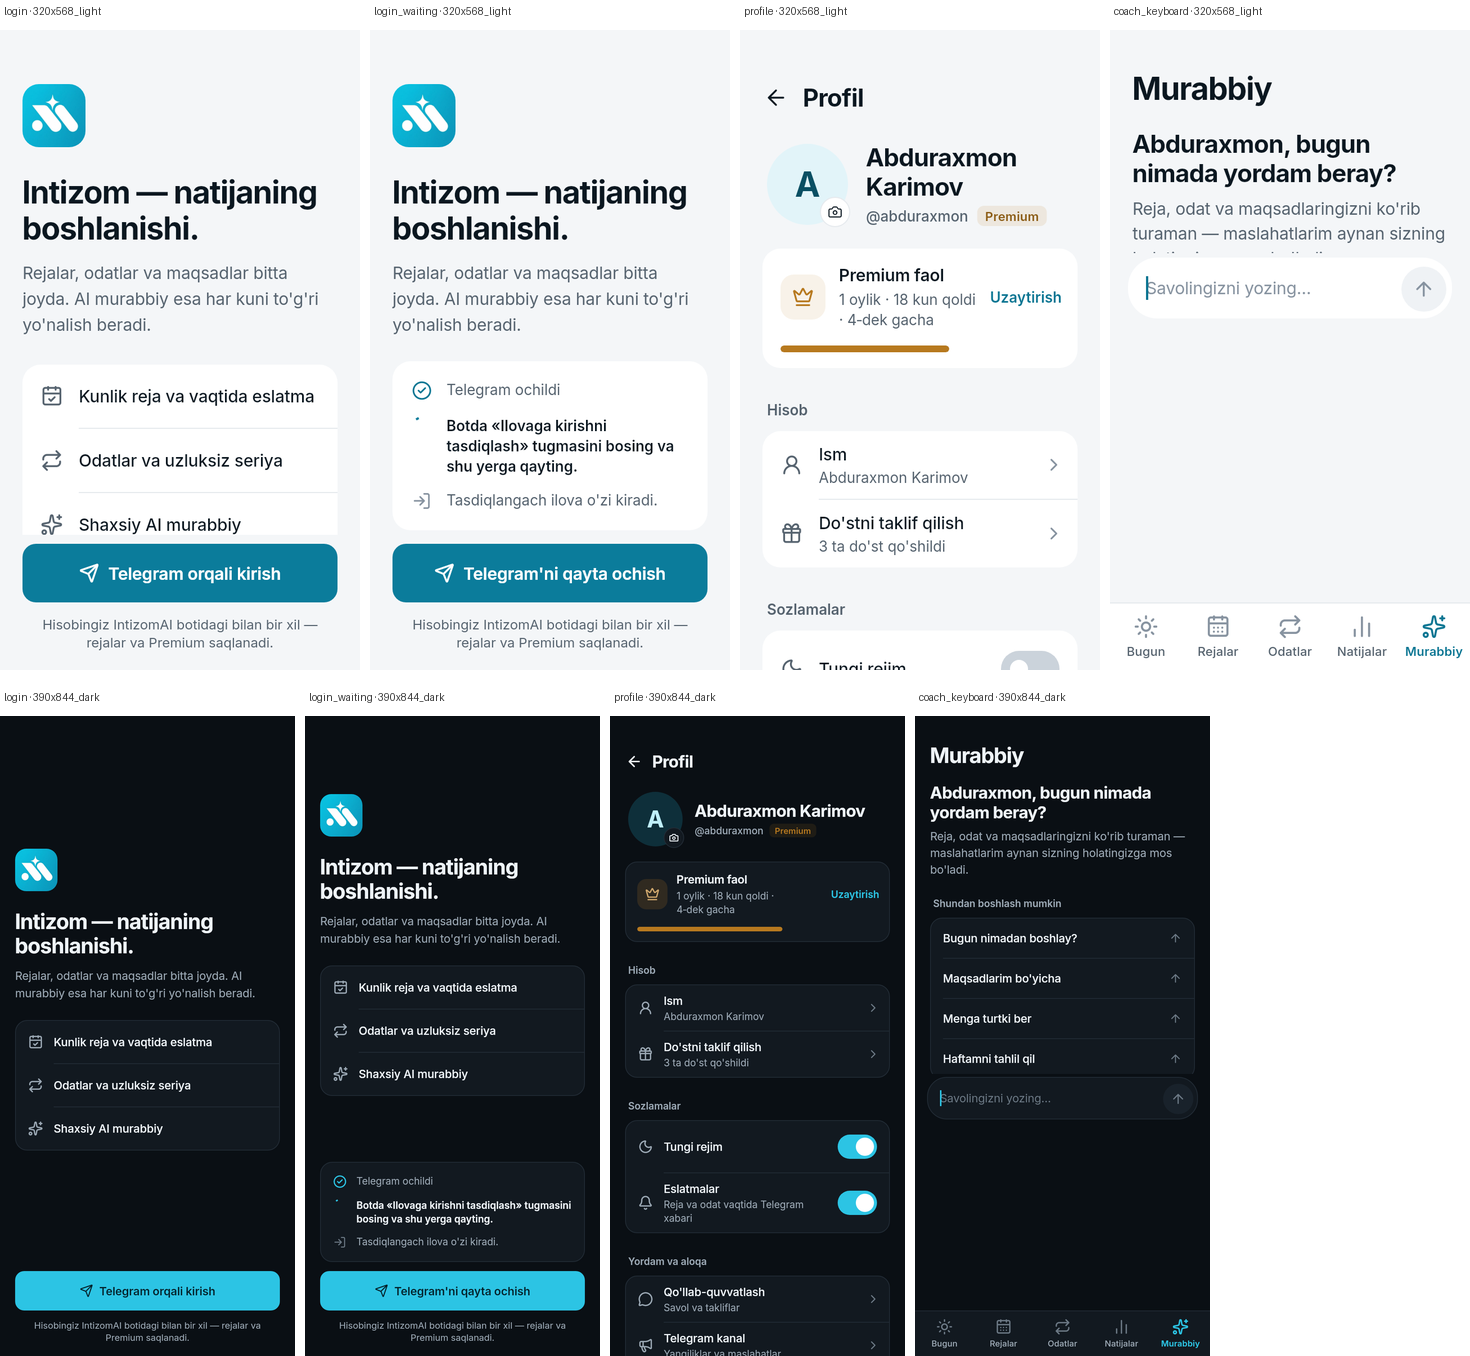 login · 320x568_light
Intizom — natijaning
boshlanishi.
Rejalar, odatlar va maqsadlar bitta
joyda. AI murabbiy esa har kuni to'g'ri
yo'nalish beradi.
Kunlik reja va vaqtida eslatma
Odatlar va uzluksiz seriya
Shaxsiy AI murabbiy
Telegram orqali kirish
Hisobingiz IntizomAI botidagi bilan bir xil —
rejalar va Premium saqlanadi.
login_waiting · 320x568_light
Intizom — natijaning
boshlanishi.
Rejalar, odatlar va maqsadlar bitta
joyda. AI murabbiy esa har kuni to'g'ri
yo'nalish beradi.
Telegram ochildi
Botda «Ilovaga kirishni
tasdiqlash» tugmasini bosing va
shu yerga qayting.
Tasdiqlangach ilova o'zi kiradi.
Telegram'ni qayta ochish
Hisobingiz IntizomAI botidagi bilan bir xil —
rejalar va Premium saqlanadi.
profile · 320x568_light
Profil
A
Abduraxmon
Karimov
@abduraxmon Premium
Premium faol
1 oylik · 18 kun qoldi
· 4-dek gacha
Uzaytirish
Hisob
Ism
Abduraxmon Karimov
Do'stni taklif qilish
3 ta do'st qo'shildi
Sozlamalar
Tungi rejim
coach_keyboard · 320x568_light
Murabbiy
Abduraxmon, bugun
nimada yordam beray?
Reja, odat va maqsadlaringizni ko'rib
turaman — maslahatlarim aynan sizning
Savolingizni yozing...
Bugun Rejalar Odatlar Natijalar Murabbiy
login · 390x844_dark
Intizom — natijaning
boshlanishi.
Rejalar, odatlar va maqsadlar bitta joyda. AI
murabbiy esa har kuni to'g'ri yo'nalish beradi.
Kunlik reja va vaqtida eslatma
Odatlar va uzluksiz seriya
Shaxsiy AI murabbiy
Telegram orqali kirish
Hisobingiz IntizomAI botidagi bilan bir xil — rejalar va
Premium saqlanadi.
login_waiting · 390x844_dark
Intizom — natijaning
boshlanishi.
Rejalar, odatlar va maqsadlar bitta joyda. AI
murabbiy esa har kuni to'g'ri yo'nalish beradi.
Kunlik reja va vaqtida eslatma
Odatlar va uzluksiz seriya
Shaxsiy AI murabbiy
Telegram ochildi
Botda «Ilovaga kirishni tasdiqlash» tugmasini
bosing va shu yerga qayting.
Tasdiqlangach ilova o'zi kiradi.
Telegram'ni qayta ochish
Hisobingiz IntizomAI botidagi bilan bir xil — rejalar va
Premium saqlanadi.
profile · 390x844_dark
Profil
A
Abduraxmon Karimov
@abduraxmon Premium
Premium faol
1 oylik · 18 kun qoldi ·
4-dek gacha
Uzaytirish
Hisob
Ism
Abduraxmon Karimov
Do'stni taklif qilish
3 ta do'st qo'shildi
Sozlamalar
Tungi rejim
Eslatmalar
Reja va odat vaqtida Telegram
xabari
Yordam va aloqa
Qo'llab-quvvatlash
Savol va takliflar
Telegram kanal
Yangiliklar va maslahatlar
coach_keyboard · 390x844_dark
Murabbiy
Abduraxmon, bugun nimada
yordam beray?
Reja, odat va maqsadlaringizni ko'rib turaman —
maslahatlarim aynan sizning holatingizga mos
bo'ladi.
Shundan boshlash mumkin
Bugun nimadan boshlay?
Maqsadlarim bo'yicha
Menga turtki ber
Haftamni tahlil qil
Savolingizni yozing...
Bugun Rejalar Odatlar Natijalar Murabbiy